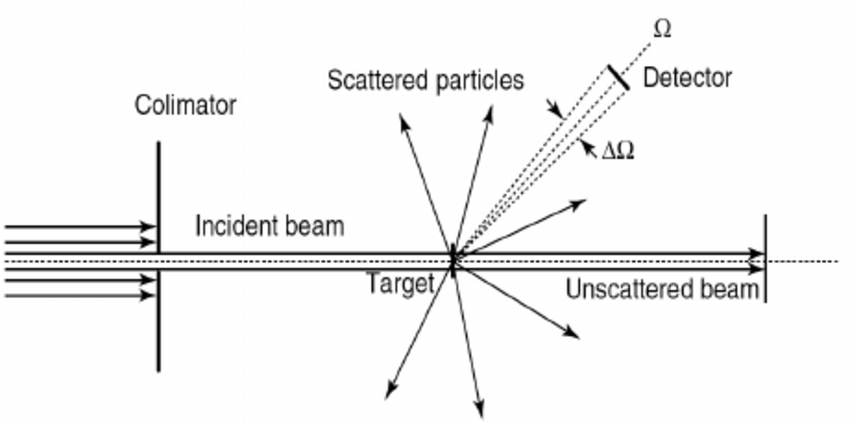 Ω
Scattered particles
Detector
Colimator
ΔΩ
Incident beam
Target
Unscattered beam